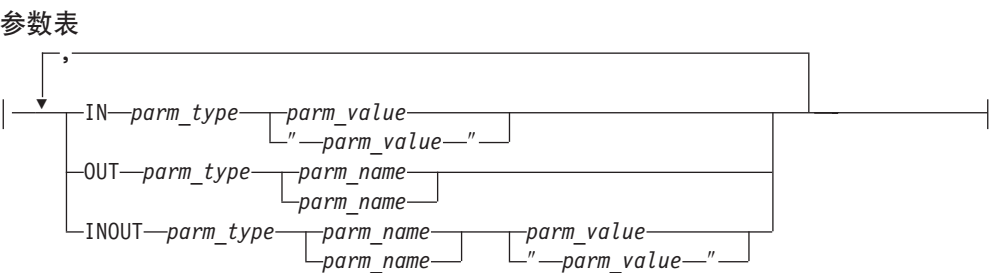 参数表
,
IN parm_type parm_value
" parm_value "
OUT parm_type parm_name
parm_name
INOUT parm_type parm_name parm_value
parm_name " parm_value "